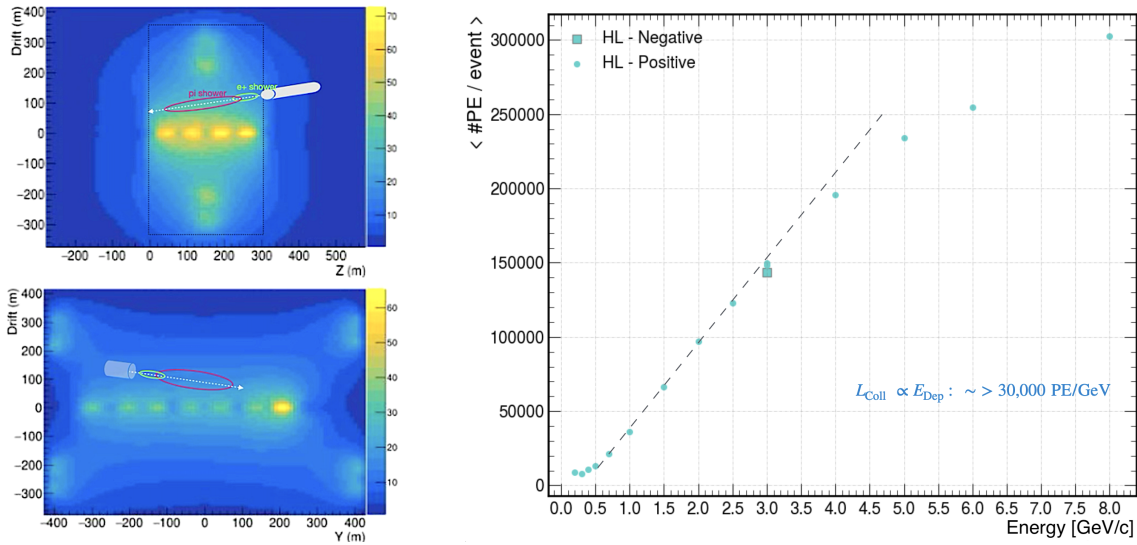 Drift (m)
400
300
200
100
0
−100
−200
−300
−200 −100 0 100 200 300 400 500
Z (m)
70
60
50
40
30
20
10
pi shower
e+ shower
Drift (m)
400
300
200
100
0
−100
−200
−300
−400 −300 −200 −100 0 100 200 300 400
Y (m)
60
50
40
30
20
10
< #PE / event >
300000
250000
200000
150000
100000
50000
0
HL - Negative
HL - Positive
L_Coll ∝ E_Dep : ~ > 30,000 PE/GeV
0.0 0.5 1.0 1.5 2.0 2.5 3.0 3.5 4.0 4.5 5.0 5.5 6.0 6.5 7.0 7.5 8.0
Energy [GeV/c]